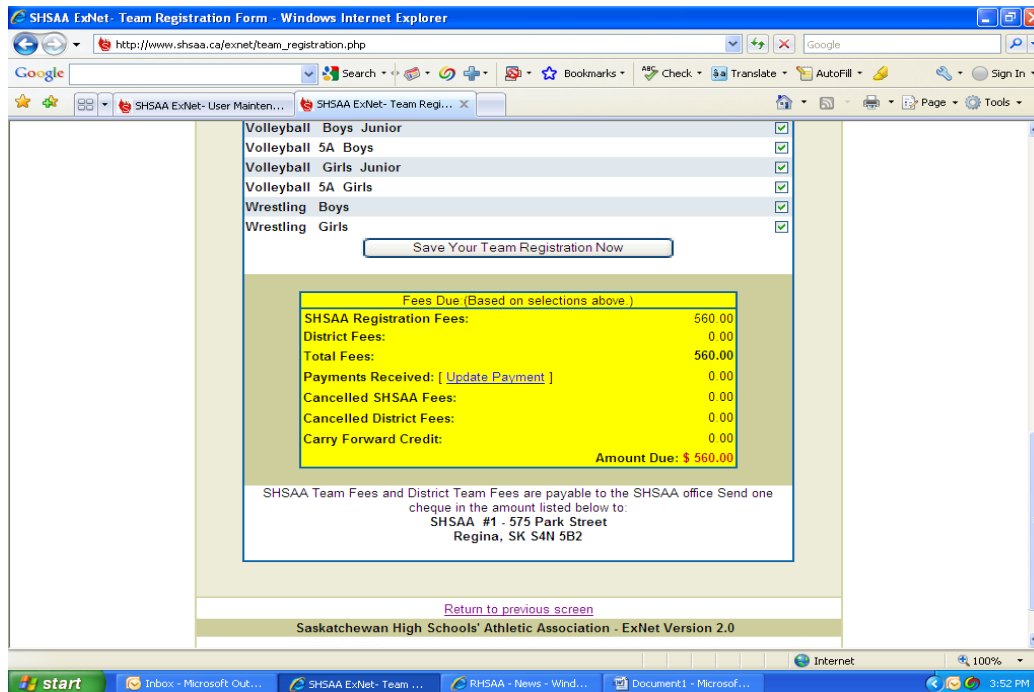 SHSAA ExNet- Team Registration Form - Windows Internet Explorer
http://www.shsaa.ca/exnet/team_registration.php
Google
Google
Search
Bookmarks
ABC Check
Translate
AutoFill
Sign In
SHSAA ExNet- User Mainten...
SHSAA ExNet- Team Regi...
Page
Tools
Volleyball Boys Junior
Volleyball 5A Boys
Volleyball Girls Junior
Volleyball 5A Girls
Wrestling Boys
Wrestling Girls
Save Your Team Registration Now
Fees Due:(Based on selections above.)
SHSAA Registration Fees: 560.00
District Fees: 0.00
Total Fees: 560.00
Payments Received: [ Update Payment ] 0.00
Cancelled SHSAA Fees: 0.00
Cancelled District Fees: 0.00
Carry Forward Credit: 0.00
Amount Due: $ 560.00
SHSAA Team Fees and District Team Fees are payable to the SHSAA office Send one
cheque in the amount listed below to:
SHSAA #1 - 575 Park Street
Regina, SK S4N 5B2
Return to previous screen
Saskatchewan High Schools' Athletic Association - ExNet Version 2.0
Internet
100%
start
Inbox - Microsoft Out...
SHSAA ExNet- Team ...
RHSAA - News - Wind...
Document1 - Microsof...
3:52 PM